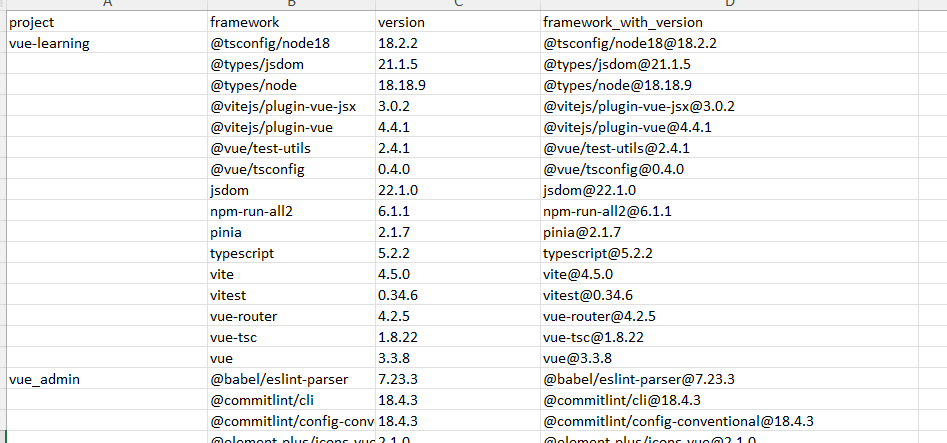 A B C D
project framework version framework_with_version
vue-learning @tsconfig/node18 18.2.2 @tsconfig/node18@18.2.2
@types/jsdom 21.1.5 @types/jsdom@21.1.5
@types/node 18.18.9 @types/node@18.18.9
@vitejs/plugin-vue-jsx 3.0.2 @vitejs/plugin-vue-jsx@3.0.2
@vitejs/plugin-vue 4.4.1 @vitejs/plugin-vue@4.4.1
@vue/test-utils 2.4.1 @vue/test-utils@2.4.1
@vue/tsconfig 0.4.0 @vue/tsconfig@0.4.0
jsdom 22.1.0 jsdom@22.1.0
npm-run-all2 6.1.1 npm-run-all2@6.1.1
pinia 2.1.7 pinia@2.1.7
typescript 5.2.2 typescript@5.2.2
vite 4.5.0 vite@4.5.0
vitest 0.34.6 vitest@0.34.6
vue-router 4.2.5 vue-router@4.2.5
vue-tsc 1.8.22 vue-tsc@1.8.22
vue 3.3.8 vue@3.3.8
vue_admin @babel/eslint-parser 7.23.3 @babel/eslint-parser@7.23.3
@commitlint/cli 18.4.3 @commitlint/cli@18.4.3
@commitlint/config-conv 18.4.3 @commitlint/config-conventional@18.4.3
@element-plus/icons-vue 2.1.0 @element-plus/icons-vue@2.1.0